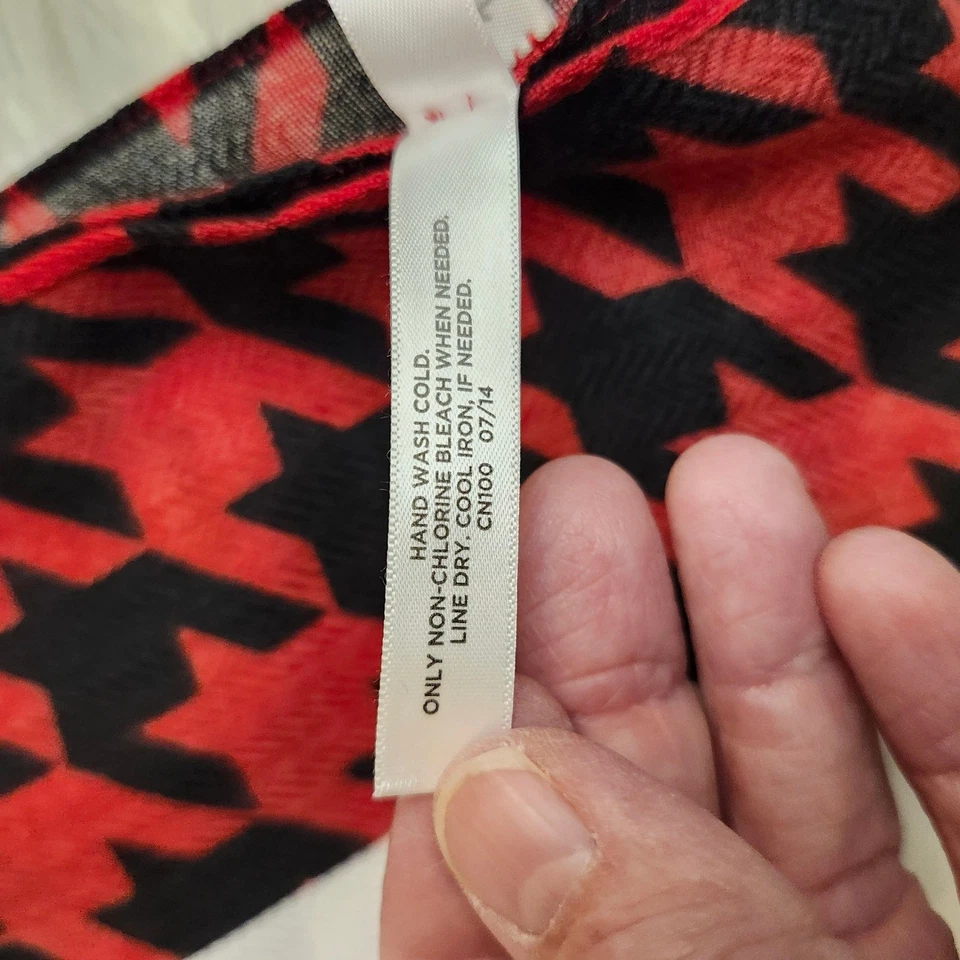 HAND WASH COLD.
ONLY NON-CHLORINE BLEACH WHEN NEEDED.
LINE DRY. COOL IRON, IF NEEDED.
CN100 07/14